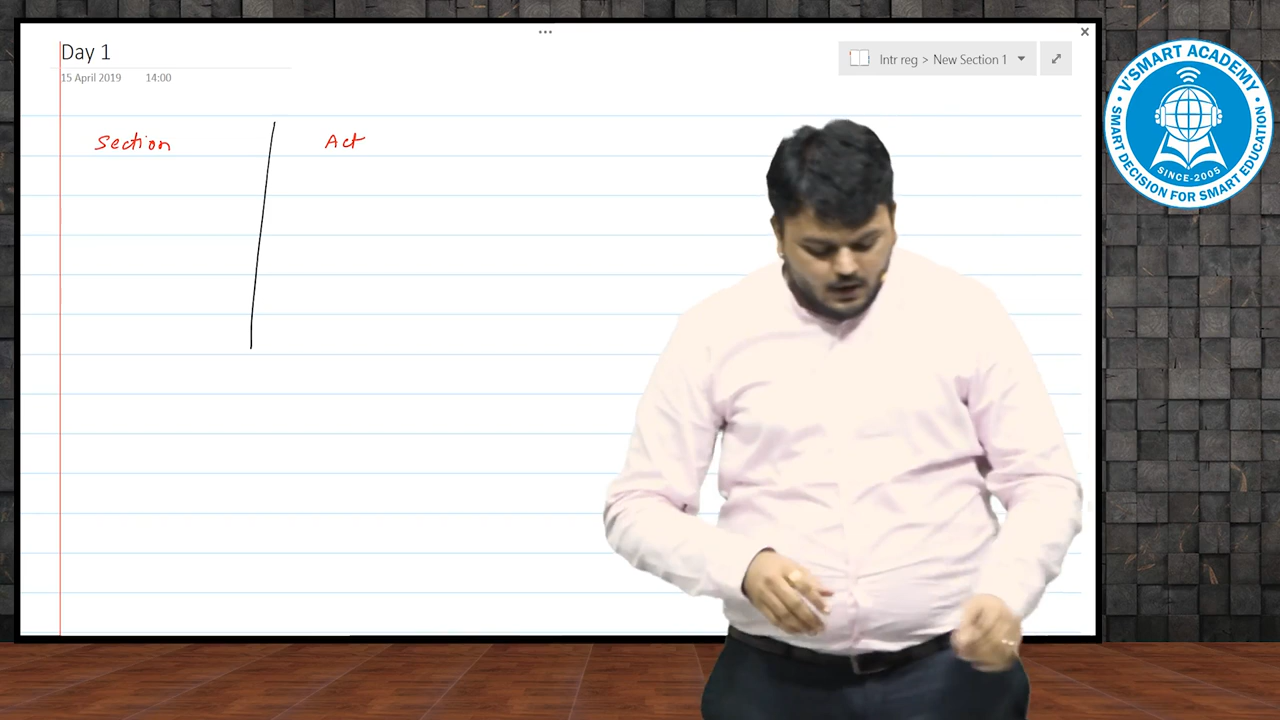 Day 1
15 April 2019 14:00
Intr reg > New Section 1
Section Act
V'SMART ACADEMY
SINCE-2005
SMART DECISION FOR SMART EDUCATION